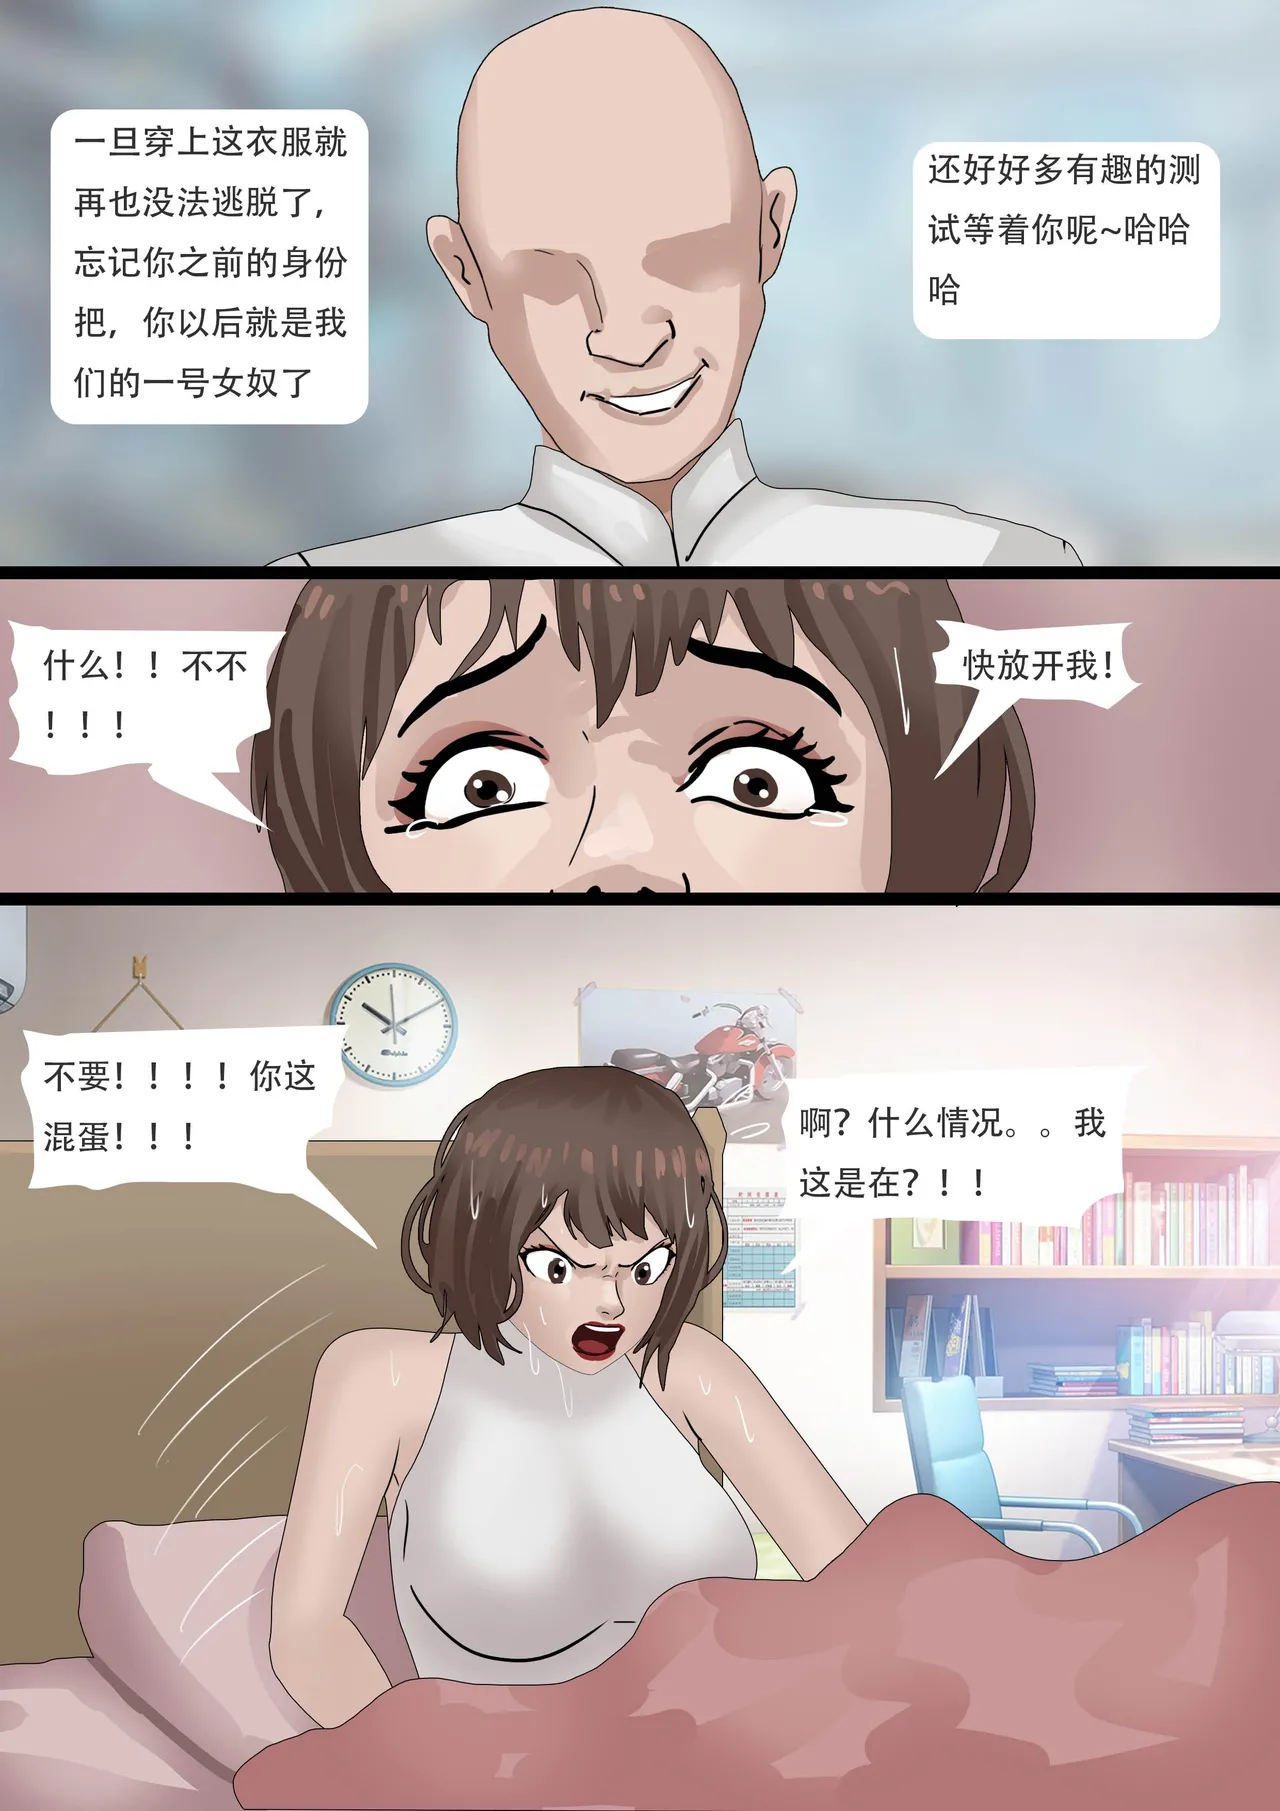 一旦穿上这衣服就
再也没法逃脱了，
忘记你之前的身份
把，你以后就是我
们的一号女奴了
还好好多有趣的测
试等着你呢~哈哈
哈
什么！！不不
！！！
快放开我！
不要！！！！你这
混蛋！！！
啊？什么情况。。我
这是在？！！